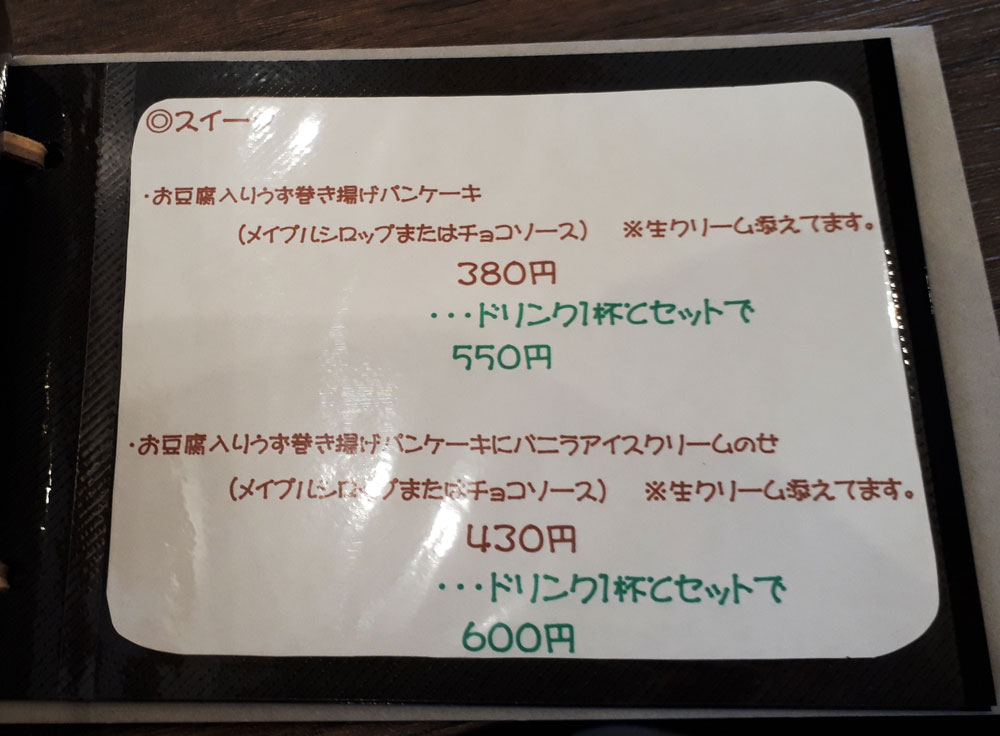 ◎スイー
・お豆腐入りうず巻き揚げパンケーキ
(メイプルシロップまたはチョコソース) ※生クリーム添えてます。
380円
・・・ドリンク1杯とセットで
550円
・お豆腐入りうず巻き揚げパンケーキにバニラアイスクリームのせ
(メイプルシロップまたはチョコソース) ※生クリーム添えてます。
430円
・・・ドリンク1杯とセットで
600円